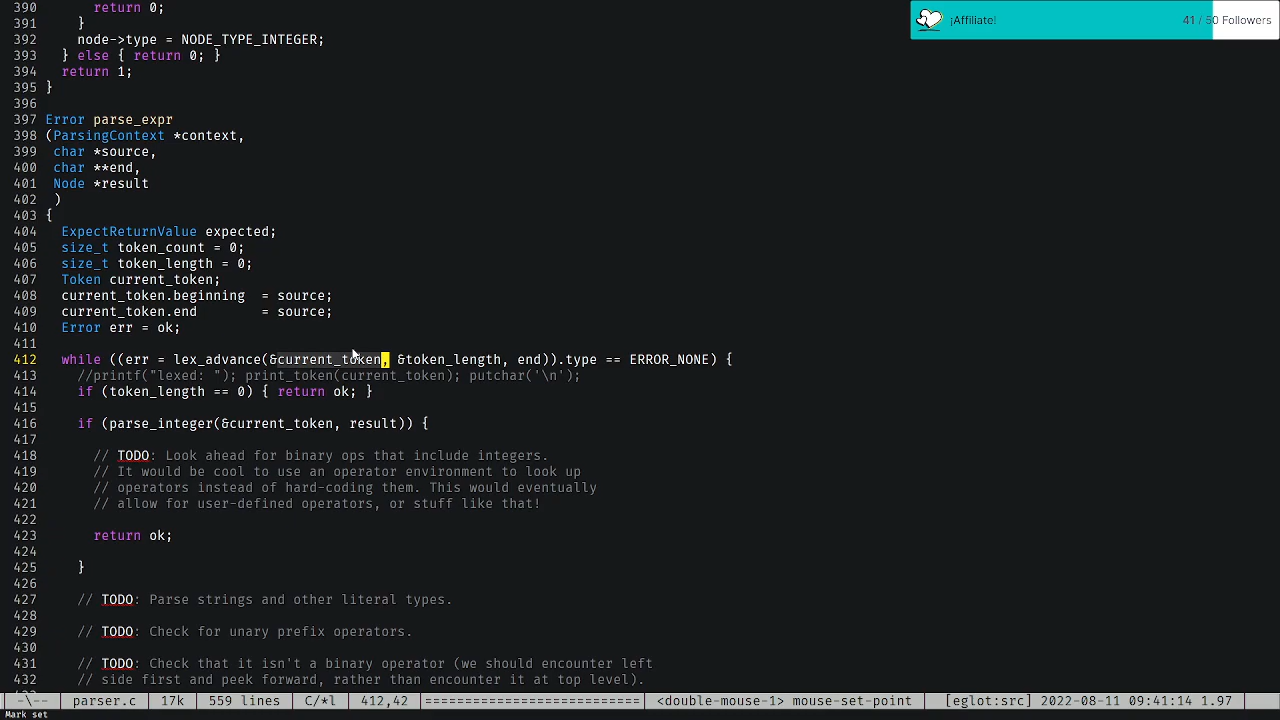 390       return 0;
391     }
392     node->type = NODE_TYPE_INTEGER;
393   } else { return 0; }
394   return 1;
395 }
396
397 Error parse_expr
398 (ParsingContext *context,
399  char *source,
400  char **end,
401  Node *result
402  )
403 {
404   ExpectReturnValue expected;
405   size_t token_count = 0;
406   size_t token_length = 0;
407   Token current_token;
408   current_token.beginning  = source;
409   current_token.end        = source;
410   Error err = ok;
411
412   while ((err = lex_advance(&current_token, &token_length, end)).type == ERROR_NONE) {
413     //printf("lexed: "); print_token(current_token); putchar('\n');
414     if (token_length == 0) { return ok; }
415
416     if (parse_integer(&current_token, result)) {
417
418       // TODO: Look ahead for binary ops that include integers.
419       // It would be cool to use an operator environment to look up
420       // operators instead of hard-coding them. This would eventually
421       // allow for user-defined operators, or stuff like that!
422
423       return ok;
424
425     }
426
427     // TODO: Parse strings and other literal types.
428
429     // TODO: Check for unary prefix operators.
430
431     // TODO: Check that it isn't a binary operator (we should encounter left
432     // side first and peek forward, rather than encounter it at top level).
¡Affiliate! 41 / 50 Followers
-\-- parser.c 17k 559 lines C/*l 412,42 ==================== <double-mouse-1> mouse-set-point [eglot:src] 2022-08-11 09:41:14 1.97
Mark set